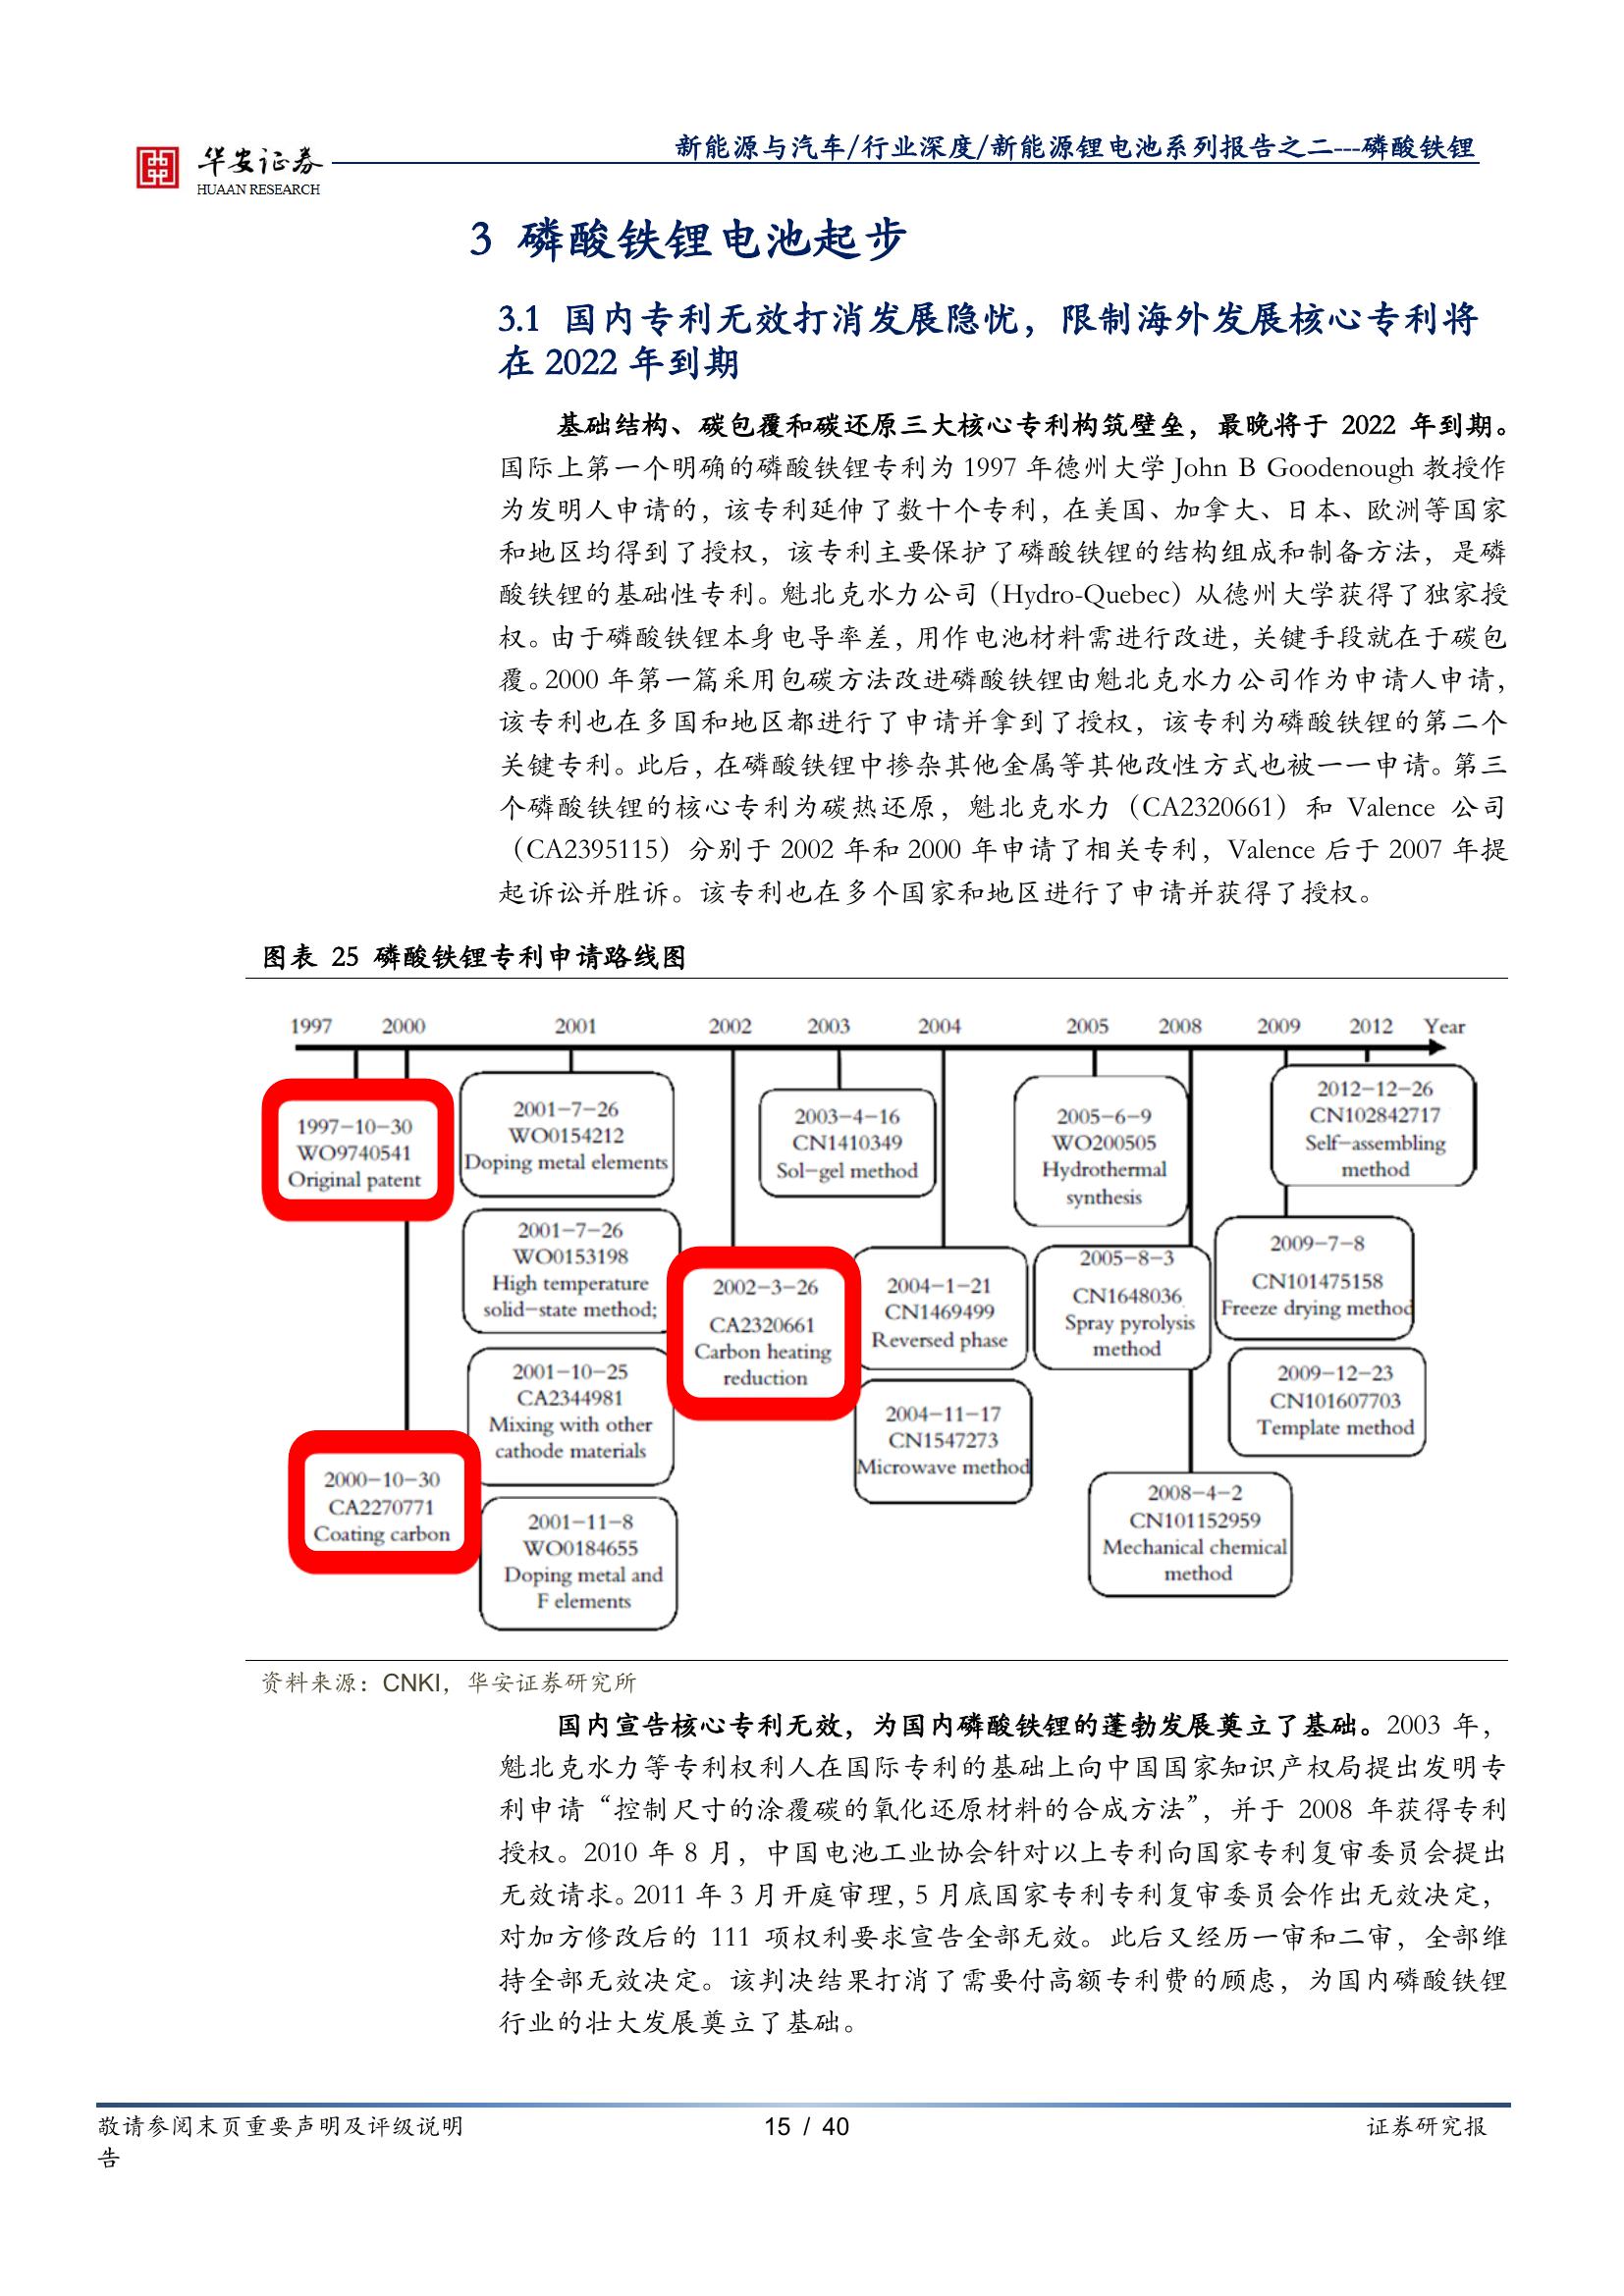 华安证券
HUAAN RESEARCH
新能源与汽车/行业深度/新能源锂电池系列报告之二---磷酸铁锂
3 磷酸铁锂电池起步
3.1 国内专利无效打消发展隐忧，限制海外发展核心专利将
在 2022 年到期
基础结构、碳包覆和碳还原三大核心专利构筑壁垒，最晚将于 2022 年到期。
国际上第一个明确的磷酸铁锂专利为 1997 年德州大学 John B Goodenough 教授作
为发明人申请的，该专利延伸了数十个专利，在美国、加拿大、日本、欧洲等国家
和地区均得到了授权，该专利主要保护了磷酸铁锂的结构组成和制备方法，是磷
酸铁锂的基础性专利。魁北克水力公司（Hydro-Quebec）从德州大学获得了独家授
权。由于磷酸铁锂本身电导率差，用作电池材料需进行改进，关键手段就在于碳包
覆。2000 年第一篇采用包碳方法改进磷酸铁锂由魁北克水力公司作为申请人申请，
该专利也在多国和地区都进行了申请并拿到了授权，该专利为磷酸铁锂的第二个
关键专利。此后，在磷酸铁锂中掺杂其他金属等其他改性方式也被一一申请。第三
个磷酸铁锂的核心专利为碳热还原，魁北克水力（CA2320661）和 Valence 公司
（CA2395115）分别于 2002 年和 2000 年申请了相关专利，Valence 后于 2007 年提
起诉讼并胜诉。该专利也在多个国家和地区进行了申请并获得了授权。
图表 25 磷酸铁锂专利申请路线图
1997 2000 2001 2002 2003 2004 2005 2008 2009 2012 Year
1997-10-30
WO9740541
Original patent
2000-10-30
CA2270771
Coating carbon
2001-7-26
WO0154212
Doping metal elements
2001-7-26
WO0153198
High temperature
solid-state method;
2001-10-25
CA2344981
Mixing with other
cathode materials
2001-11-8
WO0184655
Doping metal and
F elements
2002-3-26
CA2320661
Carbon heating
reduction
2003-4-16
CN1410349
Sol-gel method
2004-1-21
CN1469499
Reversed phase
2004-11-17
CN1547273
Microwave method
2005-6-9
WO200505
Hydrothermal
synthesis
2005-8-3
CN1648036
Spray pyrolysis
method
2008-4-2
CN101152959
Mechanical chemical
method
2012-12-26
CN102842717
Self-assembling
method
2009-7-8
CN101475158
Freeze drying method
2009-12-23
CN101607703
Template method
资料来源：CNKI，华安证券研究所
国内宣告核心专利无效，为国内磷酸铁锂的蓬勃发展奠立了基础。2003 年，
魁北克水力等专利权利人在国际专利的基础上向中国国家知识产权局提出发明专
利申请“控制尺寸的涂覆碳的氧化还原材料的合成方法”，并于 2008 年获得专利
授权。2010 年 8 月，中国电池工业协会针对以上专利向国家专利复审委员会提出
无效请求。2011 年 3 月开庭审理，5 月底国家专利专利复审委员会作出无效决定，
对加方修改后的 111 项权利要求宣告全部无效。此后又经历一审和二审，全部维
持全部无效决定。该判决结果打消了需要付高额专利费的顾虑，为国内磷酸铁锂
行业的壮大发展奠立了基础。
敬请参阅末页重要声明及评级说明 15 / 40 证券研究报
告